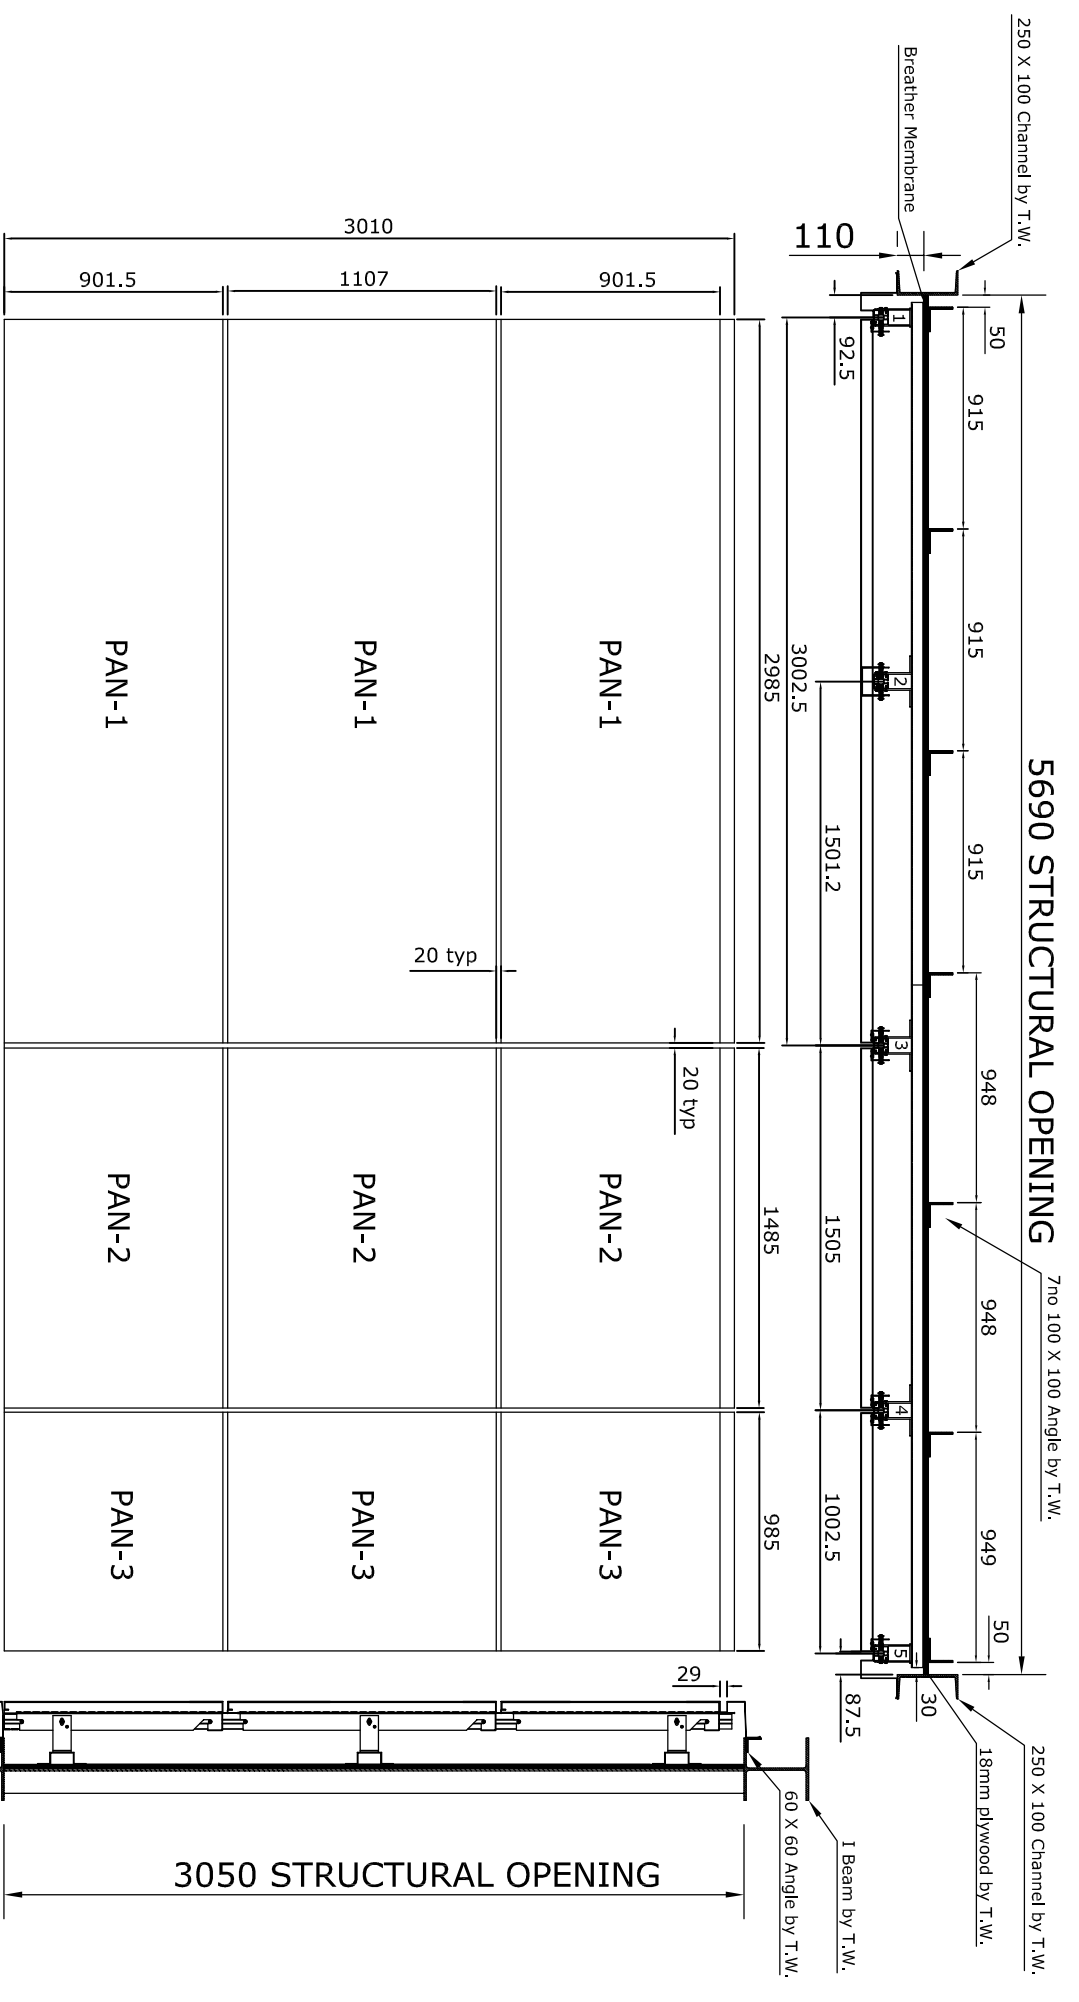 5690 STRUCTURAL OPENING
250 X 100 Channel by T.W.
Breather Membrane
7no 100 X 100 Angle by T.W.
250 X 100 Channel by T.W.
18mm plywood by T.W.
50
915
915
915
948
948
949
50
30
110
1
2
3
4
5
92.5
1501.2
1505
1002.5
87.5
3002.5
2985
1485
985
3010
901.5
1107
901.5
20 typ
20 typ
PAN-1
PAN-2
PAN-3
PAN-1
PAN-2
PAN-3
PAN-1
PAN-2
PAN-3
29
I Beam by T.W.
60 X 60 Angle by T.W.
3050 STRUCTURAL OPENING